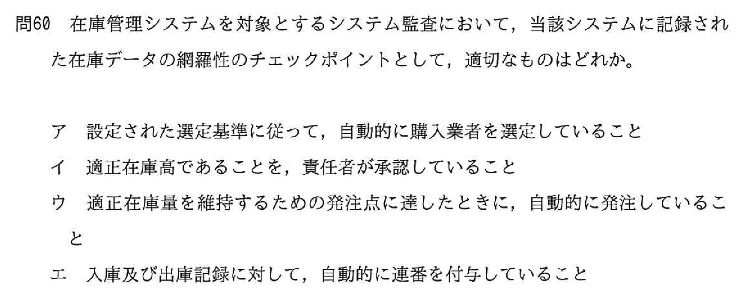 問60　在庫管理システムを対象とするシステム監査において，当該システムに記録され
た在庫データの網羅性のチェックポイントとして，適切なものはどれか。
ア　設定された選定基準に従って，自動的に購入業者を選定していること
イ　適正在庫高であることを，責任者が承認していること
ウ　適正在庫量を維持するための発注点に達したときに，自動的に発注しているこ
と
エ　入庫及び出庫記録に対して，自動的に連番を付与していること